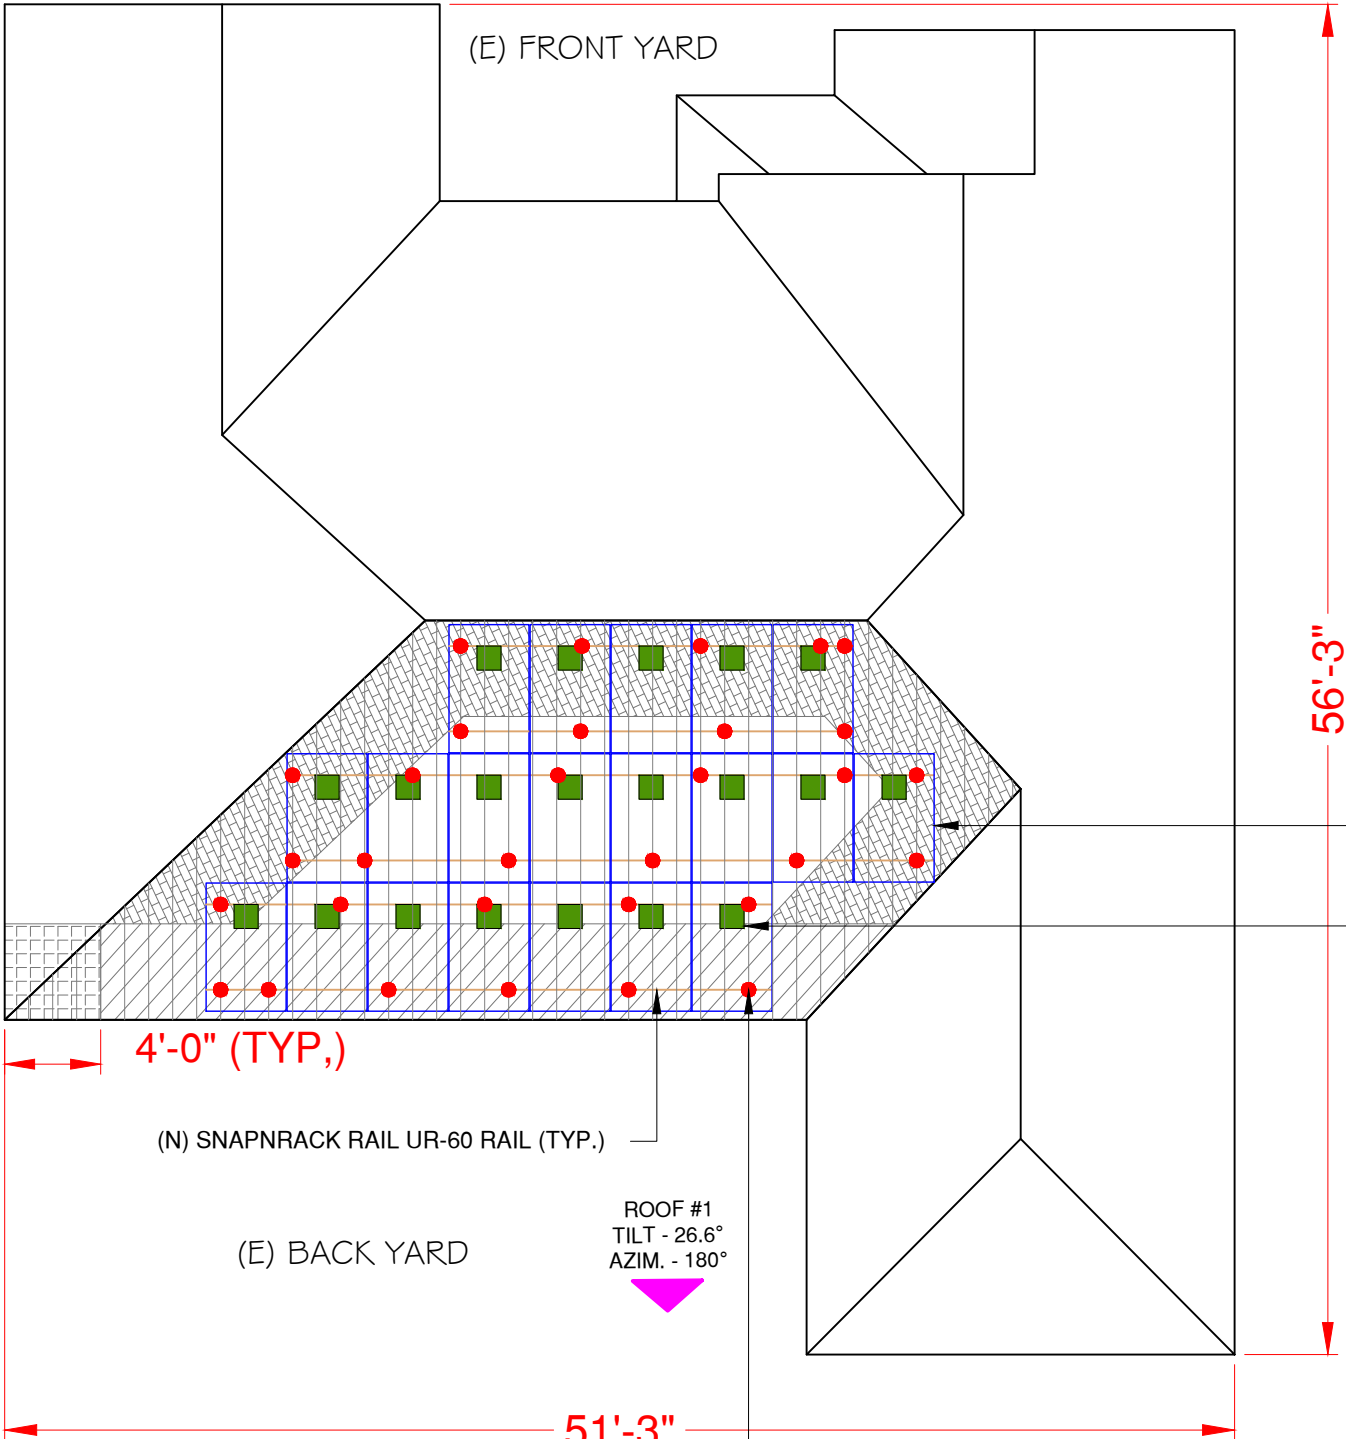 (E) FRONT YARD
56'-3"
4'-0" (TYP,)
(N) SNAPNRACK RAIL UR-60 RAIL (TYP.)
ROOF #1
TILT - 26.6°
AZIM. - 180°
(E) BACK YARD
51'-3"